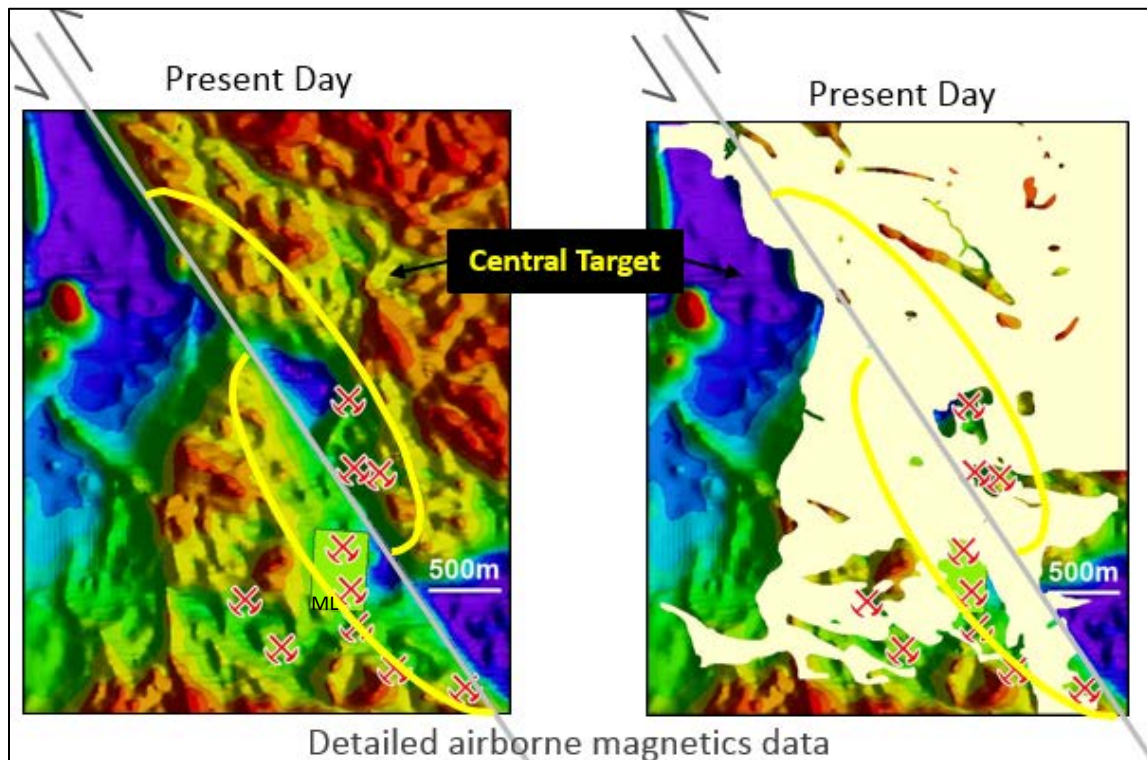 Present Day
Present Day
Central Target
500m
500m
ML
Detailed airborne magnetics data